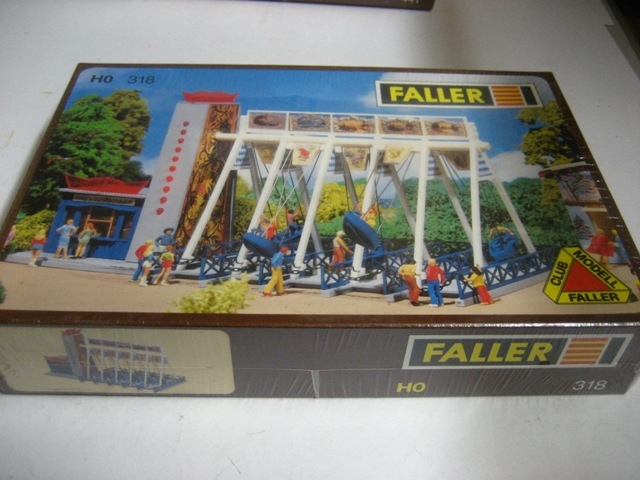 H0 318
FALLER
CLUB
MODELL
FALLER
FALLER
H0 318